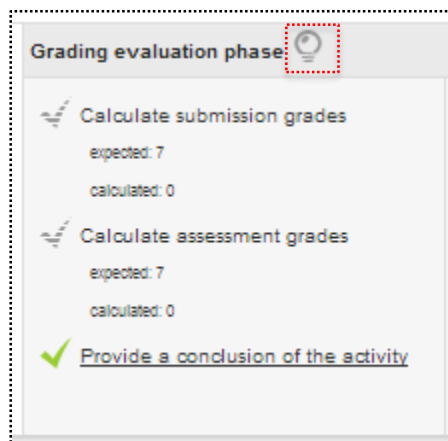 Grading evaluation phase
Calculate submission grades
expected: 7
calculated: 0
Calculate assessment grades
expected: 7
calculated: 0
Provide a conclusion of the activity